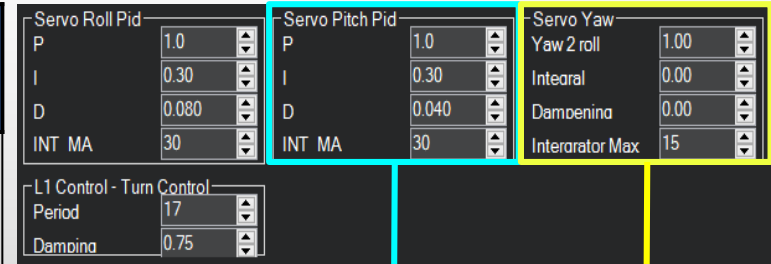 Servo Roll Pid
P 1.0
I 0.30
D 0.080
INT MA 30
Servo Pitch Pid
P 1.0
I 0.30
D 0.040
INT MA 30
Servo Yaw
Yaw 2 roll 1.00
Integral 0.00
Dampening 0.00
Intergrator Max 15
L1 Control - Turn Control
Period 17
Damping 0.75